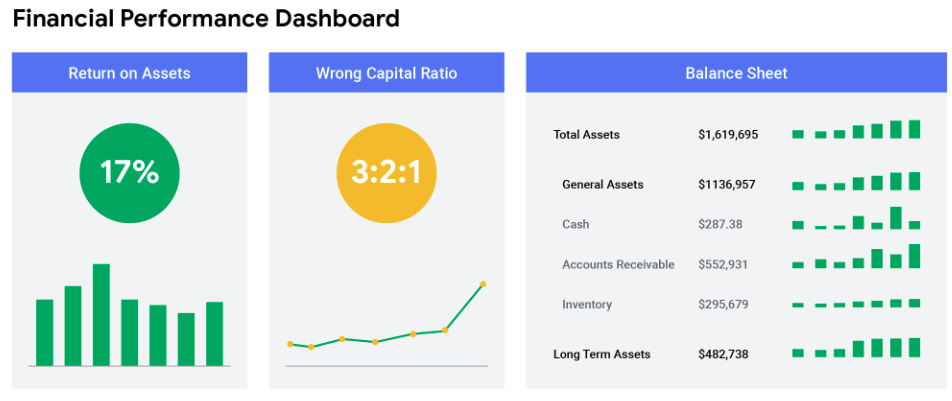 Financial Performance Dashboard
Return on Assets
17%
Wrong Capital Ratio
3:2:1
Balance Sheet
Total Assets $1,619,695
General Assets $1136,957
Cash $287.38
Accounts Receivable $552,931
Inventory $295,679
Long Term Assets $482,738